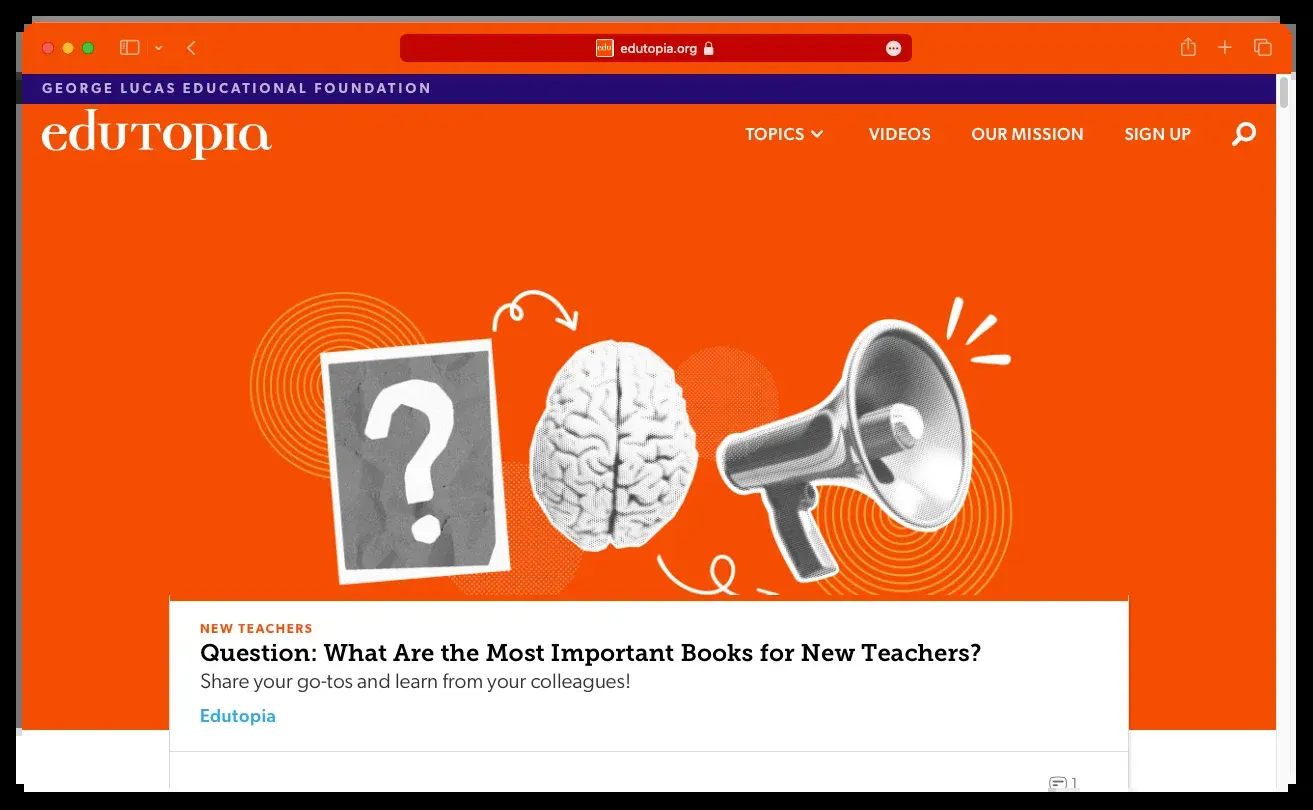 edu edutopia.org
GEORGE LUCAS EDUCATIONAL FOUNDATION
edutopia
TOPICS VIDEOS OUR MISSION SIGN UP
?
NEW TEACHERS
Question: What Are the Most Important Books for New Teachers?
Share your go-tos and learn from your colleagues!
Edutopia
1